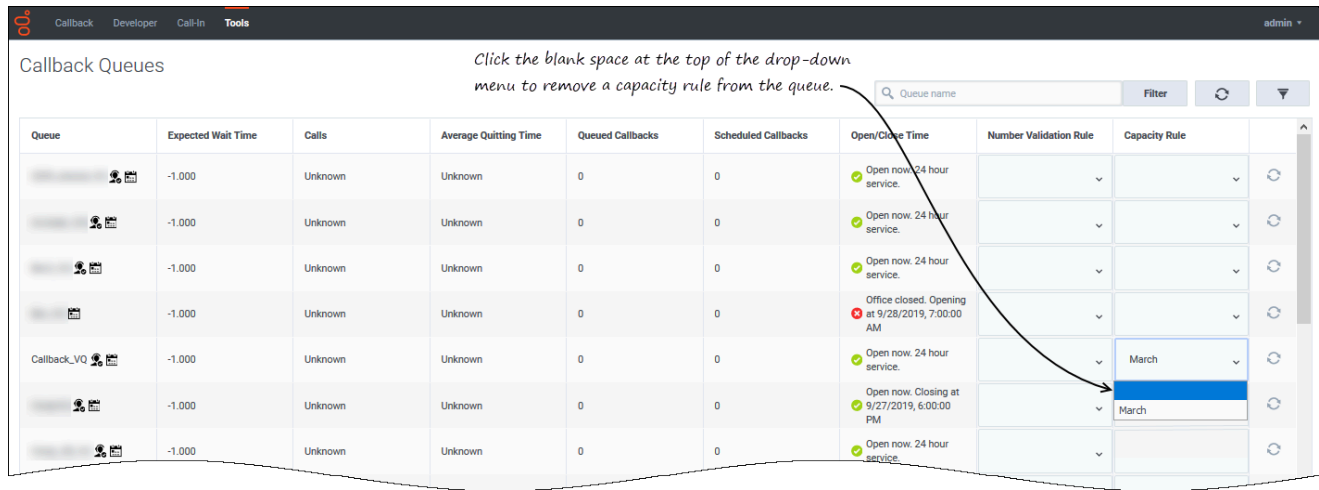 Callback Developer Call-In Tools admin
Callback Queues
Click the blank space at the top of the drop-down
menu to remove a capacity rule from the queue.
Queue name Filter
Queue Expected Wait Time Calls Average Quitting Time Queued Callbacks Scheduled Callbacks Open/Close Time Number Validation Rule Capacity Rule
-1.000 Unknown Unknown 0 0 Open now. 24 hour
service.
-1.000 Unknown Unknown 0 0 Open now. 24 hour
service.
-1.000 Unknown Unknown 0 0 Open now. 24 hour
service.
-1.000 Unknown Unknown 0 0 Office closed. Opening
at 9/28/2019, 7:00:00
AM
Callback_VQ -1.000 Unknown Unknown 0 0 Open now. 24 hour
service.
March
-1.000 Unknown Unknown 0 0 Open now. Closing at
9/27/2019, 6:00:00
PM
March
-1.000 Unknown Unknown 0 0 Open now. 24 hour
service.